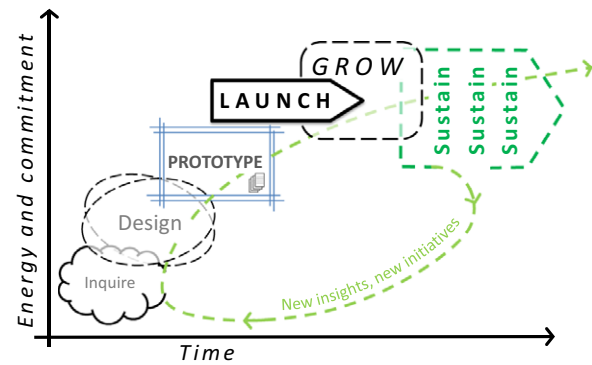 Energy and commitment
GROW
LAUNCH
Sustain
Sustain
Sustain
PROTOTYPE
Design
Inquire
New insights, new initiatives
Time